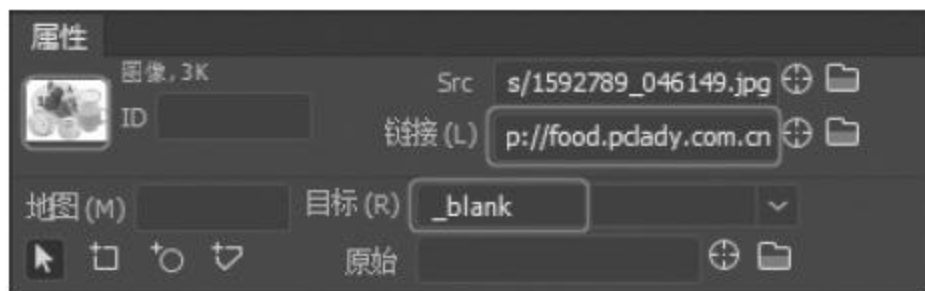 属性
图像,3K
Src s/1592789_046149.jpg
ID
链接(L) p://food.pclady.com.cn
地图(M) 目标(R) _blank
原始